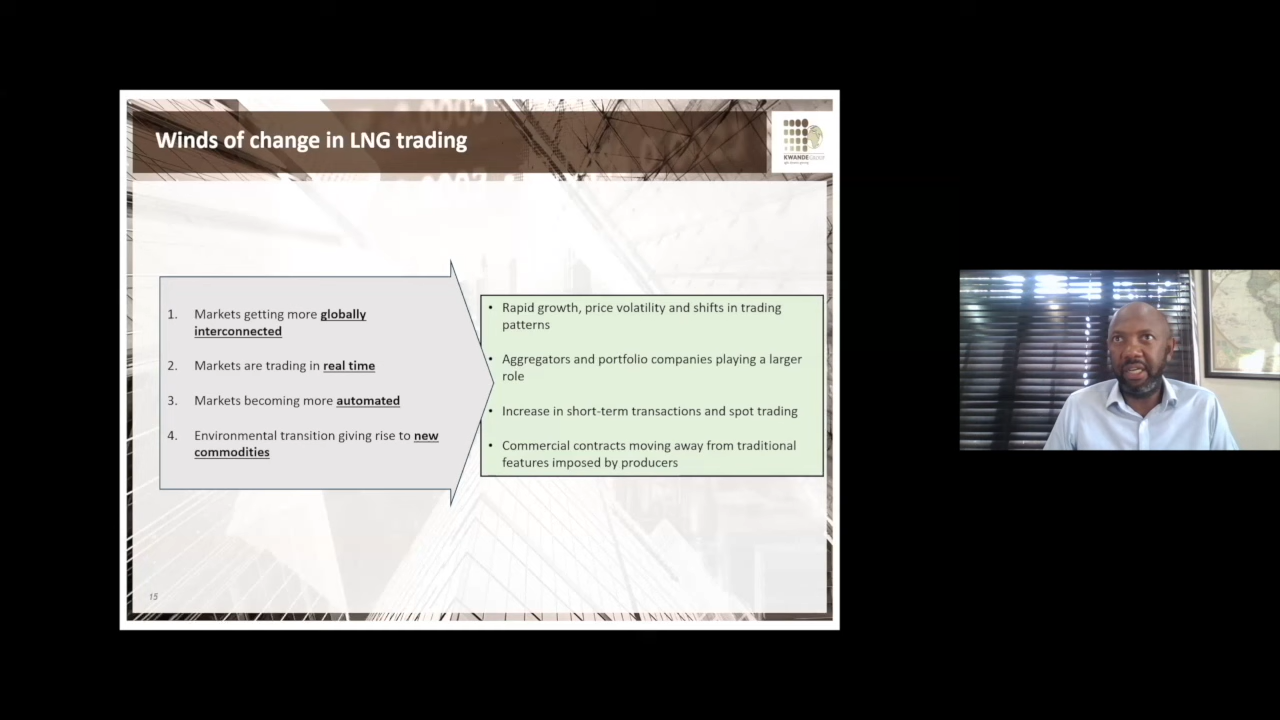 Winds of change in LNG trading
KWANDE GROUP
1. Markets getting more globally
interconnected
2. Markets are trading in real time
3. Markets becoming more automated
4. Environmental transition giving rise to new
commodities
• Rapid growth, price volatility and shifts in trading
patterns
• Aggregators and portfolio companies playing a larger
role
• Increase in short-term transactions and spot trading
• Commercial contracts moving away from traditional
features imposed by producers
15